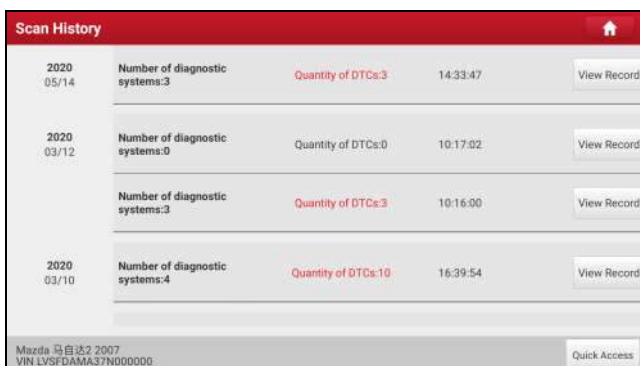 Scan History
2020
05/14
Number of diagnostic
systems:3
Quantity of DTCs:3
14:33:47
View Record
2020
03/12
Number of diagnostic
systems:0
Quantity of DTCs:0
10:17:02
View Record
Number of diagnostic
systems:3
Quantity of DTCs:3
10:16:00
View Record
2020
03/10
Number of diagnostic
systems:4
Quantity of DTCs:10
16:39:54
View Record
Mazda 马自达2 2007
VIN LVSFDAMA37N000000
Quick Access